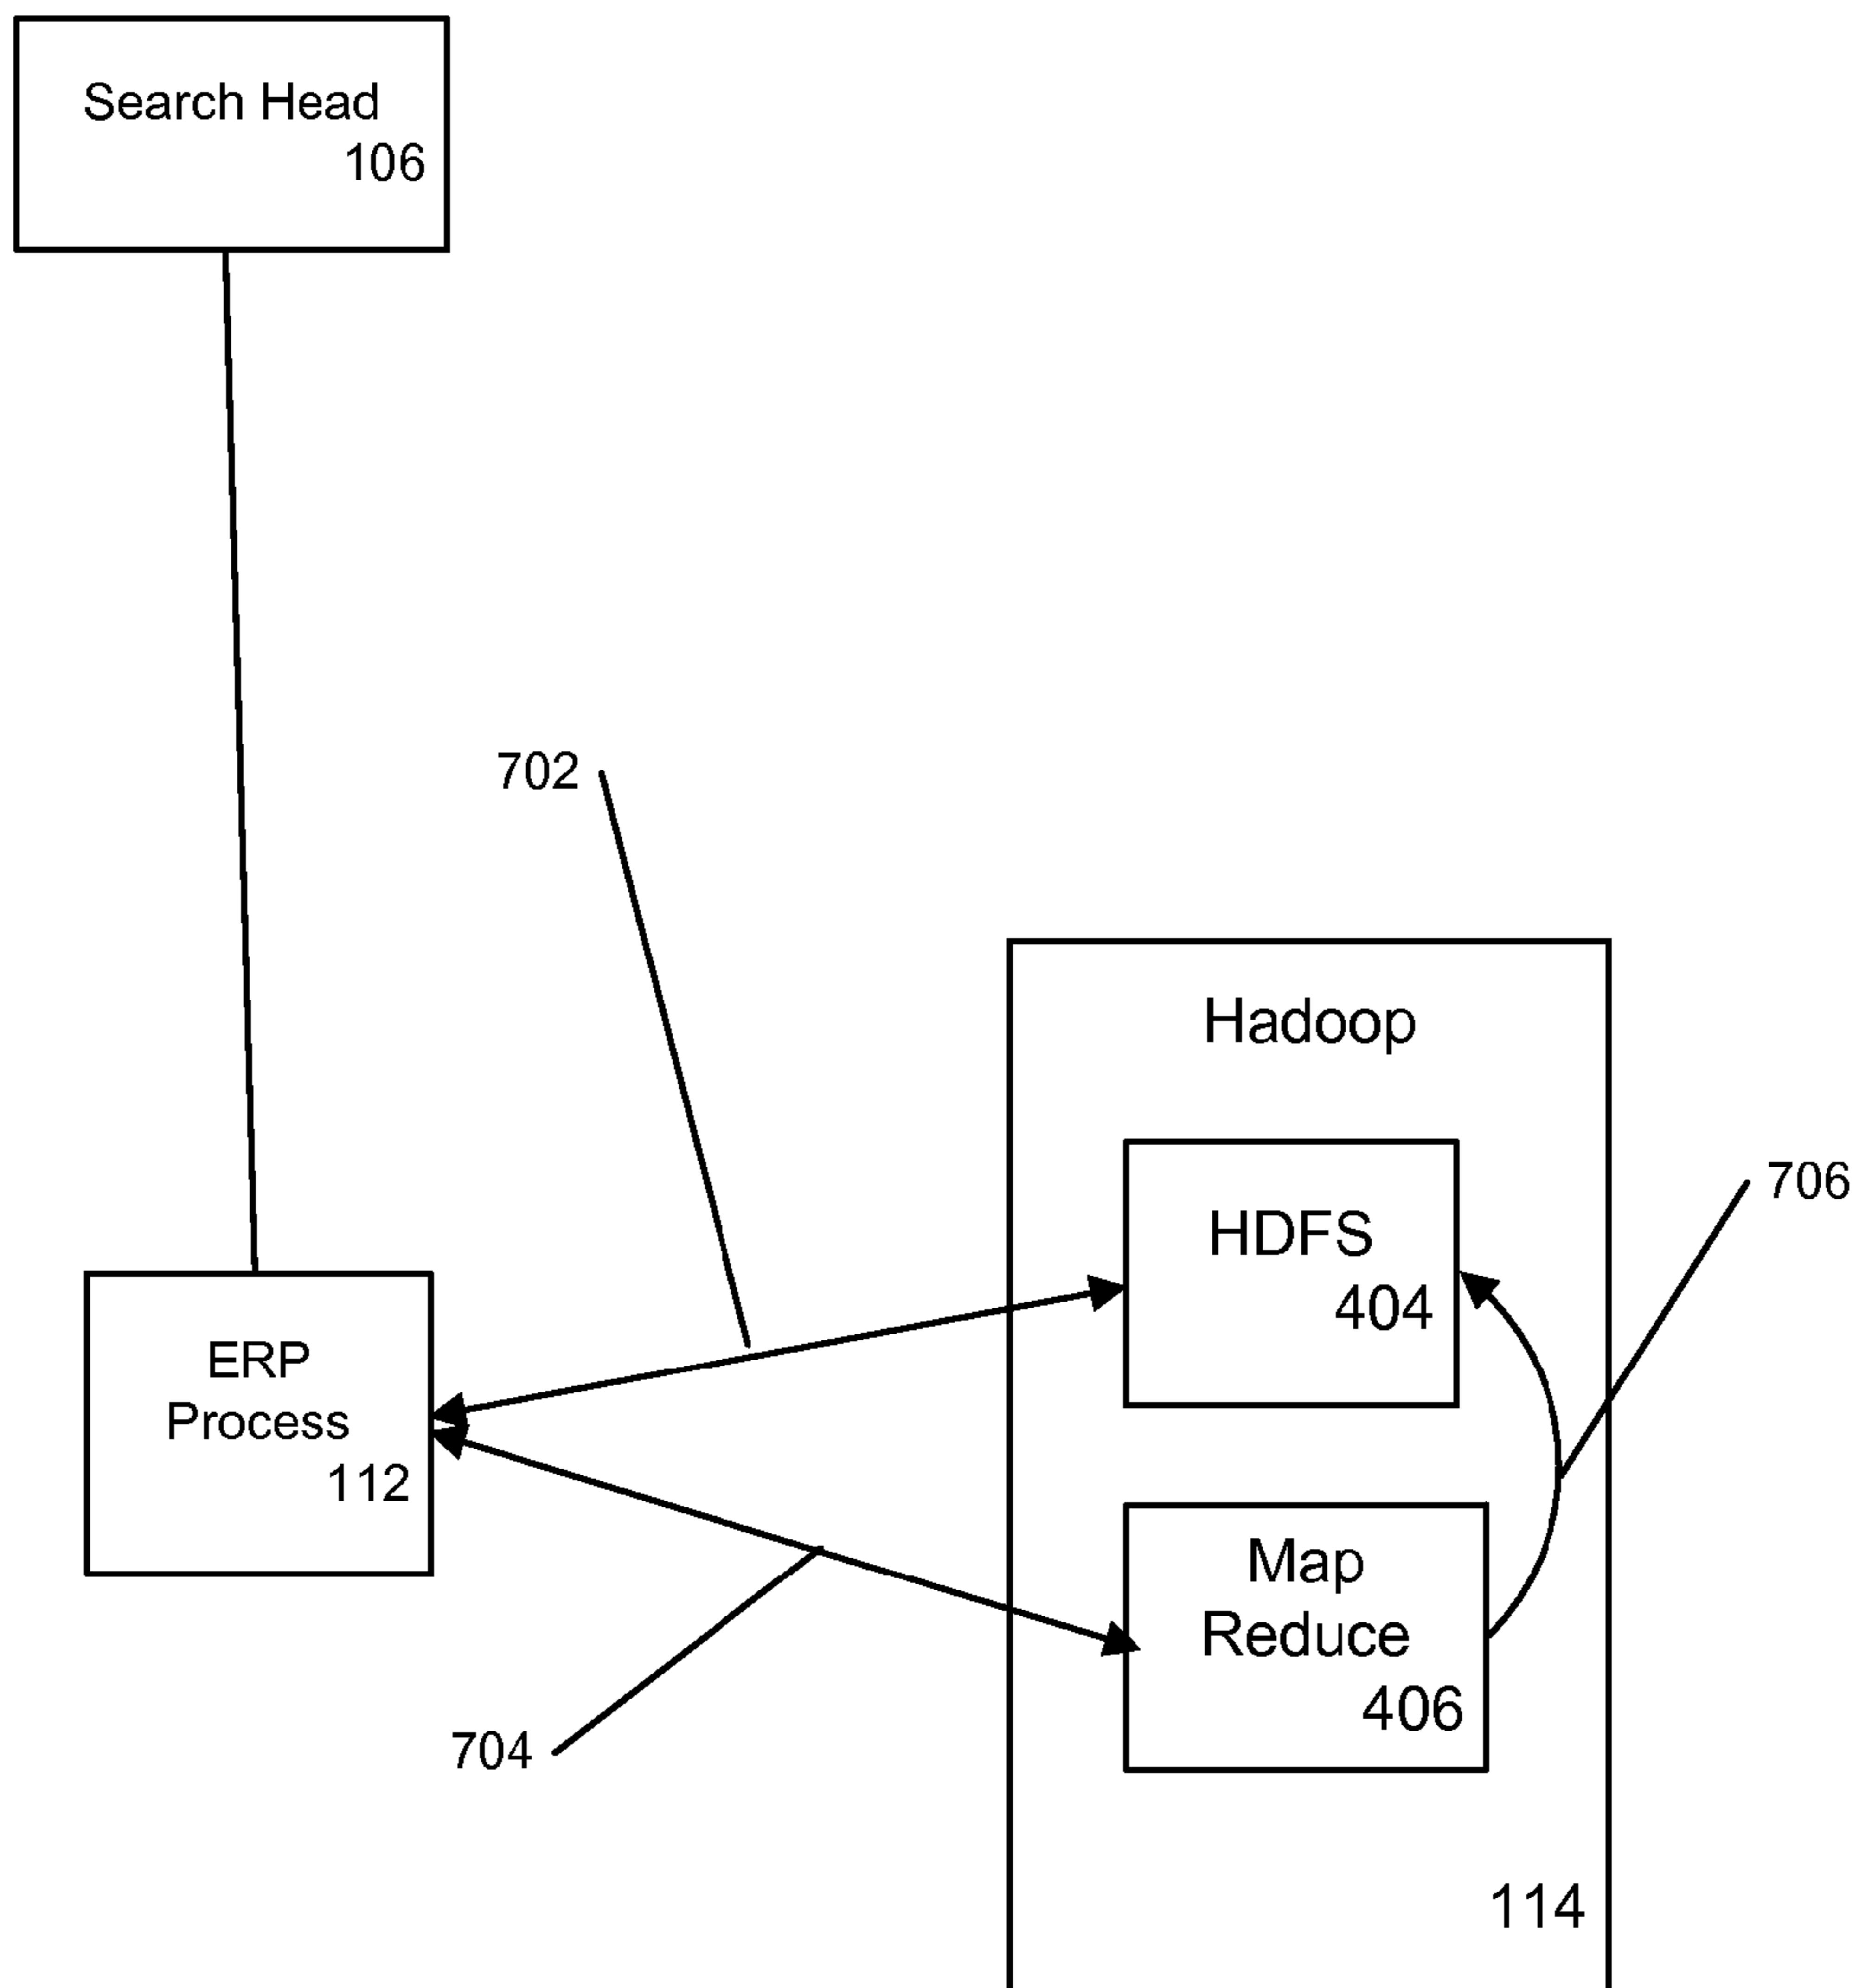 Search Head
106
702
Hadoop
706
HDFS
404
ERP
Process
112
Map
Reduce
406
704
114